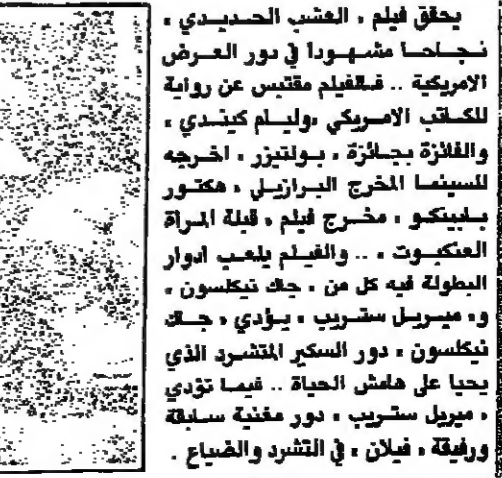 يحقق فيلم « العشب الحديدي »
نجاحا مشهودا في دور العرض
الامريكية .. فالفيلم مقتبس عن رواية
للكاتب الامريكي «وليام كيندي »
والفائزة بجائزة « بولتيزر » اخرجه
للسينما المخرج البرازيلي « هكتور
بابينكو » مخرج فيلم « قبلة المراة
العنكبوت » .. والفيلم يلعب ادوار
البطولة فيه كل من « جاك نيكلسون »
و« ميريل ستريب » يؤدي « جاك
نيكلسون » دور السكير المتشرد الذي
يحيا على هامش الحياة .. فيما تؤدي
« ميريل ستريب » دور مغنية سابقة
ورفيقة « فيلان » في التشرد والضياع .